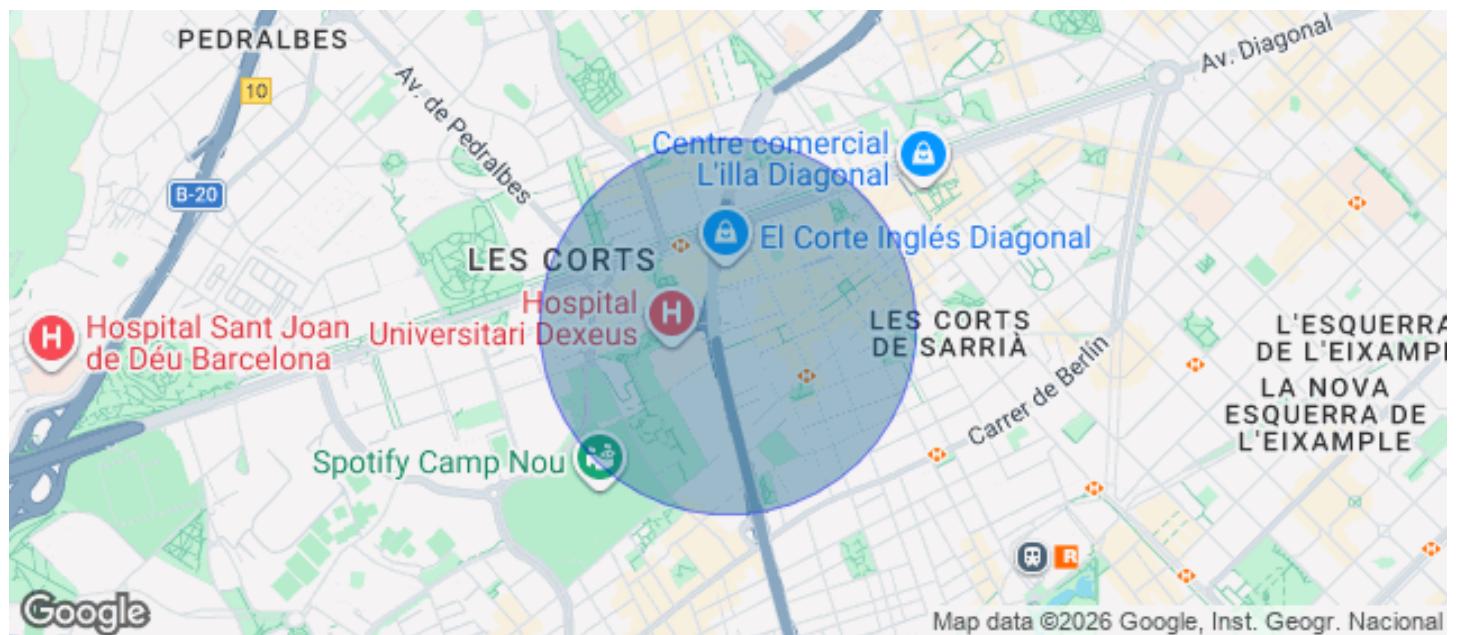 PEDRALBES
10
Av. de Pedralbes
Av. Diagonal
Centre comercial
L'illa Diagonal
B-20
El Corte Inglés Diagonal
LES CORTS
Hospital
Universitari Dexeus
Hospital Sant Joan
de Déu Barcelona
LES CORTS
DE SARRIÀ
L'ESQUERRA
DE L'EIXAMPL
LA NOVA
ESQUERRA DE
L'EIXAMPLE
Carrer de Berlín
Spotify Camp Nou
R
Google
Map data ©2026 Google, Inst. Geogr. Nacional